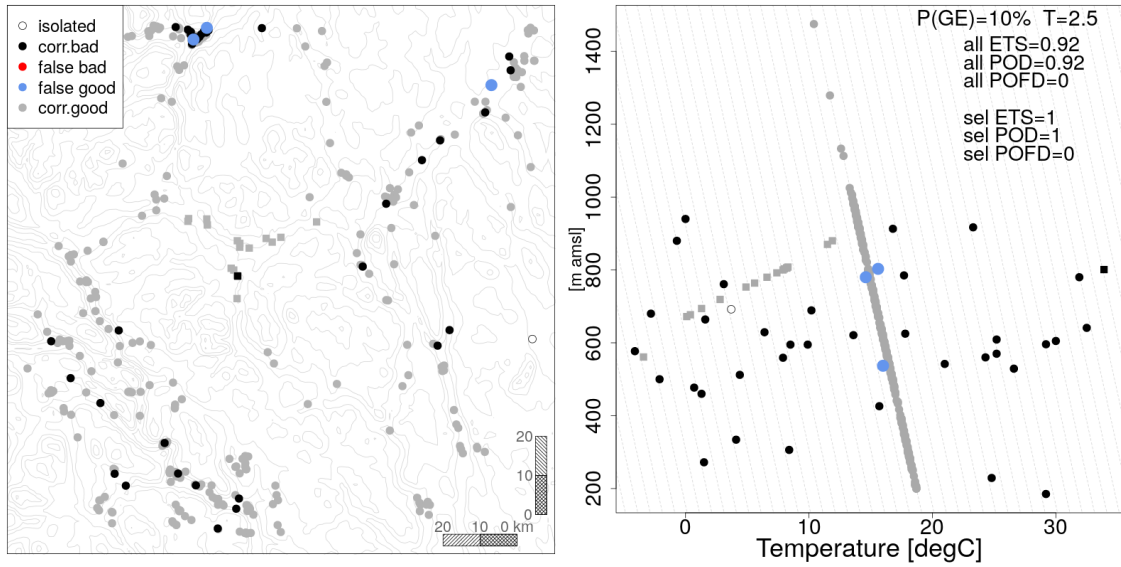 isolated
corr.bad
false bad
false good
corr.good
20
10
0
20 10 0 km
P(GE)=10% T=2.5
all ETS=0.92
all POD=0.92
all POFD=0
sel ETS=1
sel POD=1
sel POFD=0
[m amsl]
1400
1200
1000
800
600
400
200
0 10 20 30
Temperature [degC]